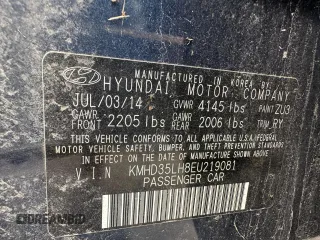 MANUFACTURED IN KOREA BY
HYUNDAI MOTOR COMPANY
JUL/03/14 GVWR 4145 lbs PAINT ZU3
GAWR FRONT 2205 lbs GAWR REAR 2006 lbs TRIM RY
THIS VEHICLE CONFORMS TO ALL APPLICABLE FEDERAL
MOTOR VEHICLE SAFETY, BUMPER, AND THEFT PREVENTION
STANDARDS IN EFFECT ON THE DATE OF MANUFACTURE
SHOWN ABOVE.
V.I.N KMHD35LH8EU219081
PASSENGER CAR
DREAMBID